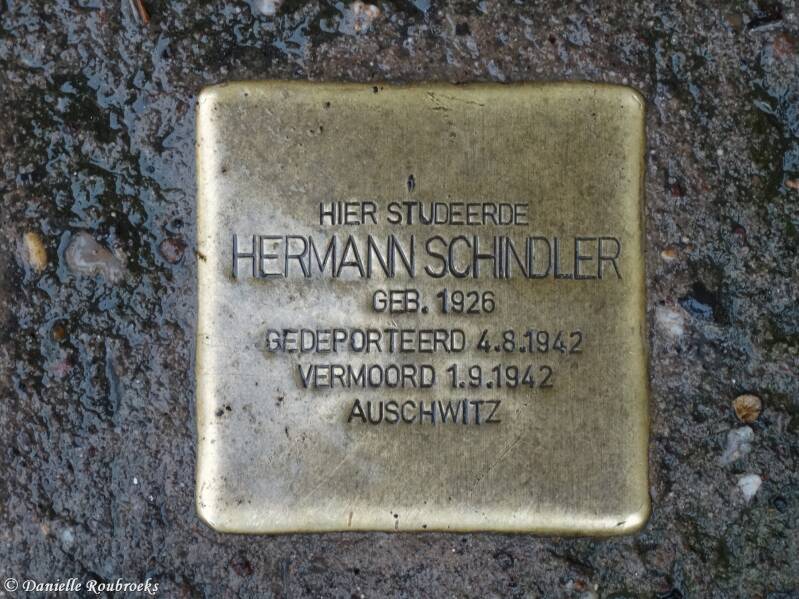 HIER STUDEERDE
HERMANN SCHINDLER
GEB. 1926
GEDEPORTEERD 4.8.1942
VERMOORD 1.9.1942
AUSCHWITZ
© Danielle Roubroeks